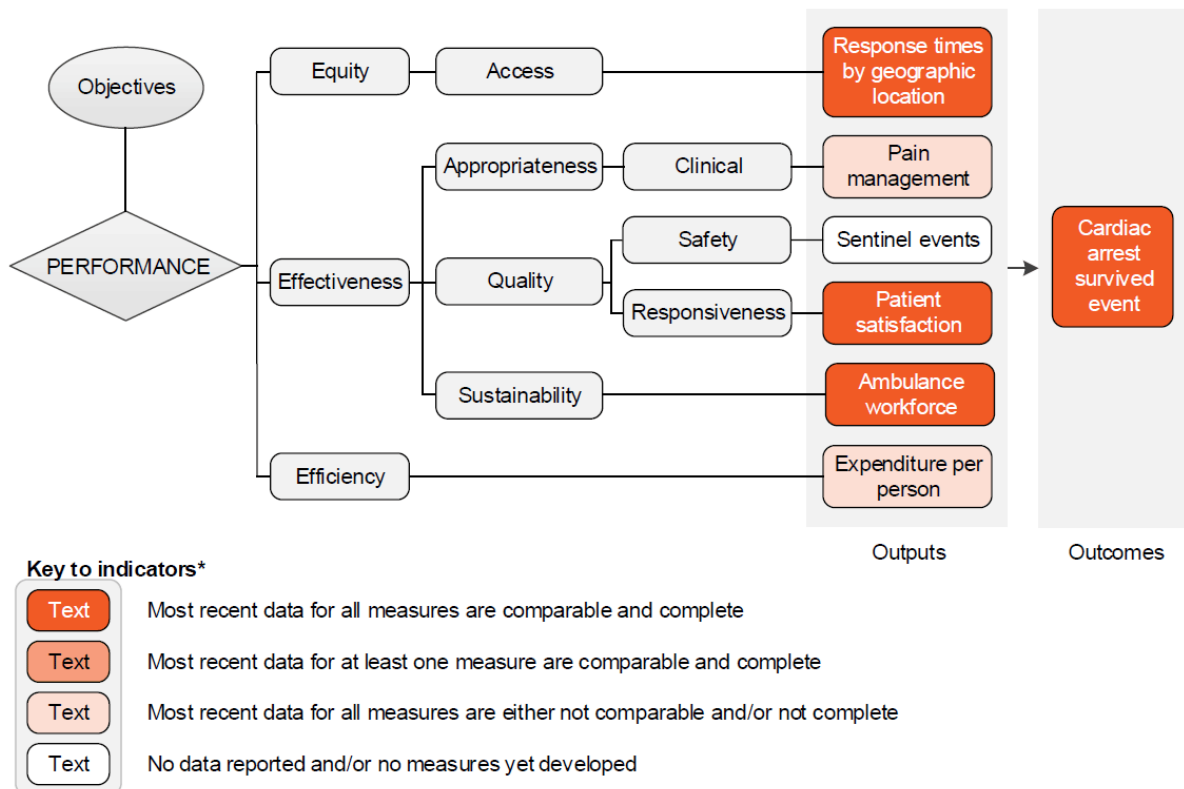 Objectives
PERFORMANCE
Equity
Access
Response times
by geographic
location
Effectiveness
Appropriateness
Clinical
Pain
management
Quality
Safety
Sentinel events
Responsiveness
Patient
satisfaction
Sustainability
Ambulance
workforce
Efficiency
Expenditure per
person
Cardiac
arrest
survived
event
Outputs
Outcomes
Key to indicators*
Text Most recent data for all measures are comparable and complete
Text Most recent data for at least one measure are comparable and complete
Text Most recent data for all measures are either not comparable and/or not complete
Text No data reported and/or no measures yet developed